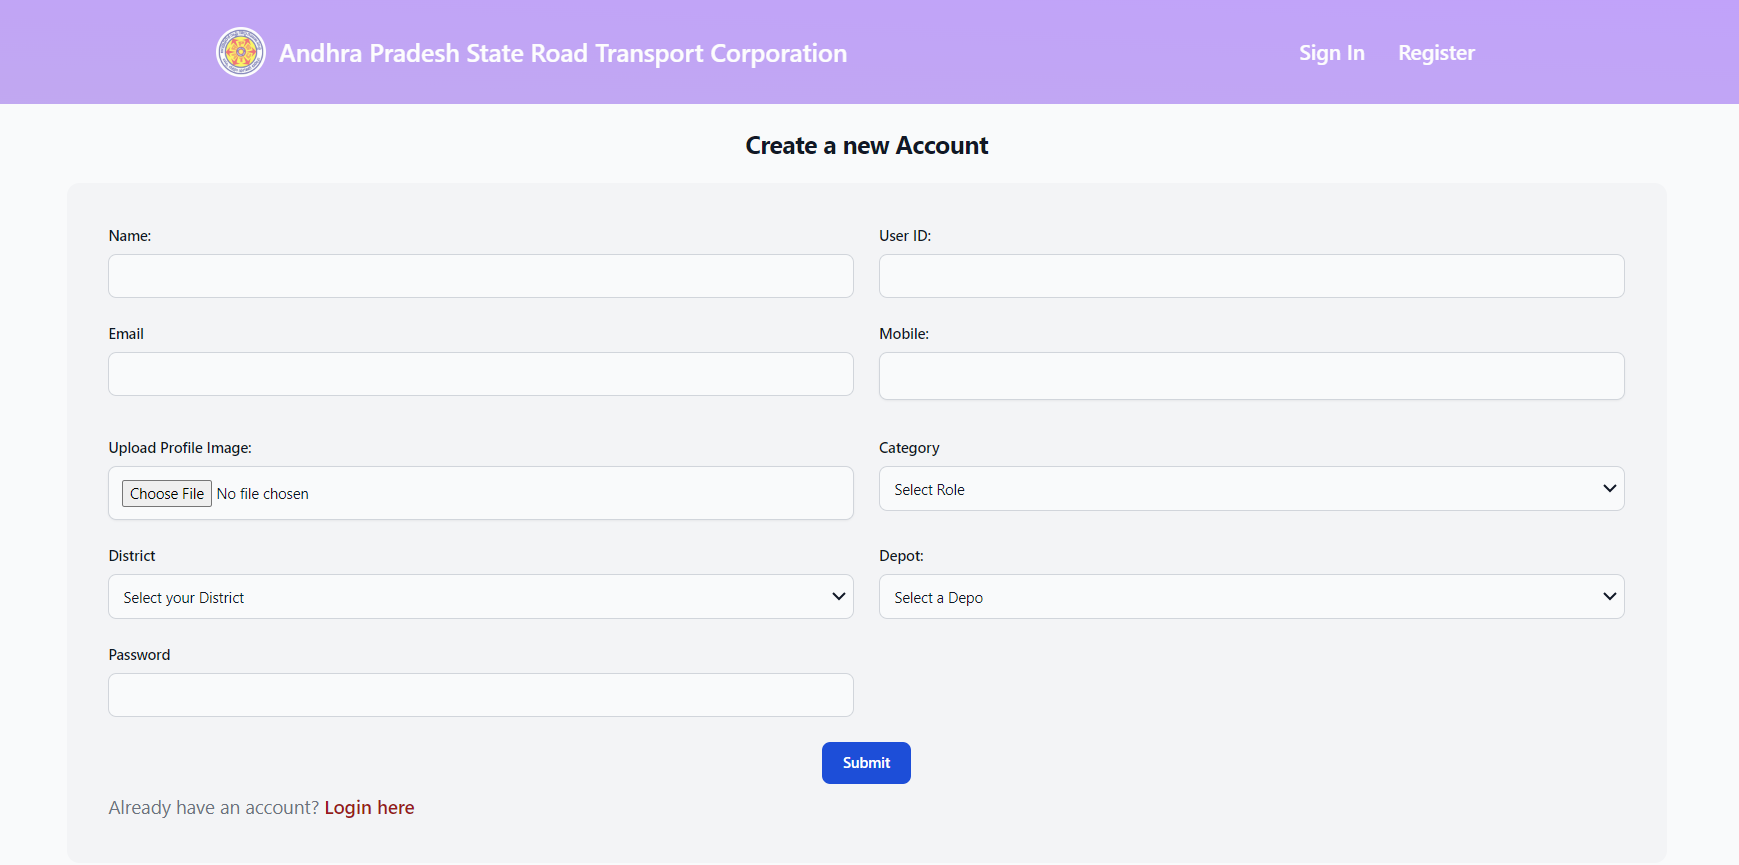 Andhra Pradesh State Road Transport Corporation
Sign In Register
Create a new Account
Name: User ID:
Email Mobile:
Upload Profile Image: Category
Choose File No file chosen Select Role
District Depot:
Select your District Select a Depo
Password
Submit
Already have an account? Login here